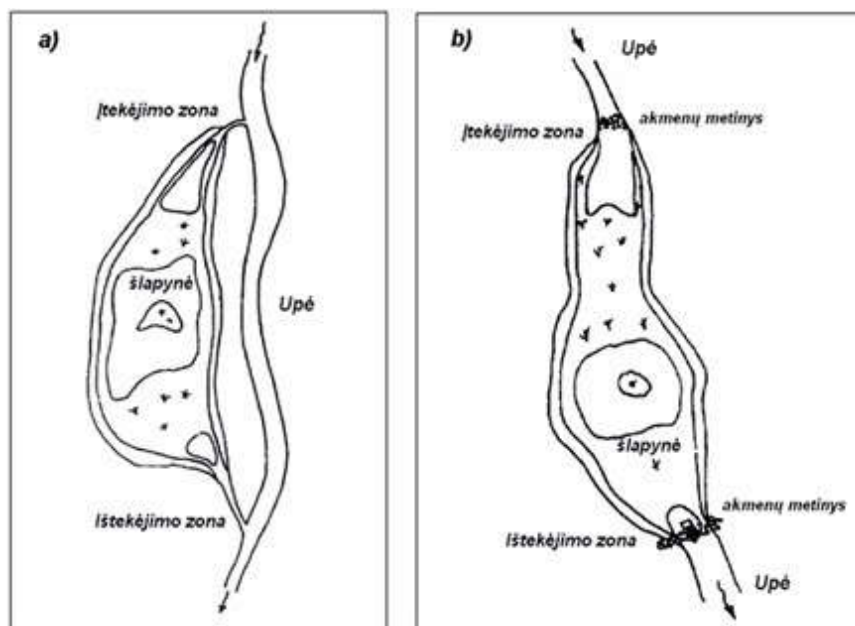 a)
Įtekėjimo zona
šlapynė
Upė
Ištekėjimo zona
b)
Upė
akmenų metinys
Įtekėjimo zona
šlapynė
akmenų metinys
Ištekėjimo zona
Upė